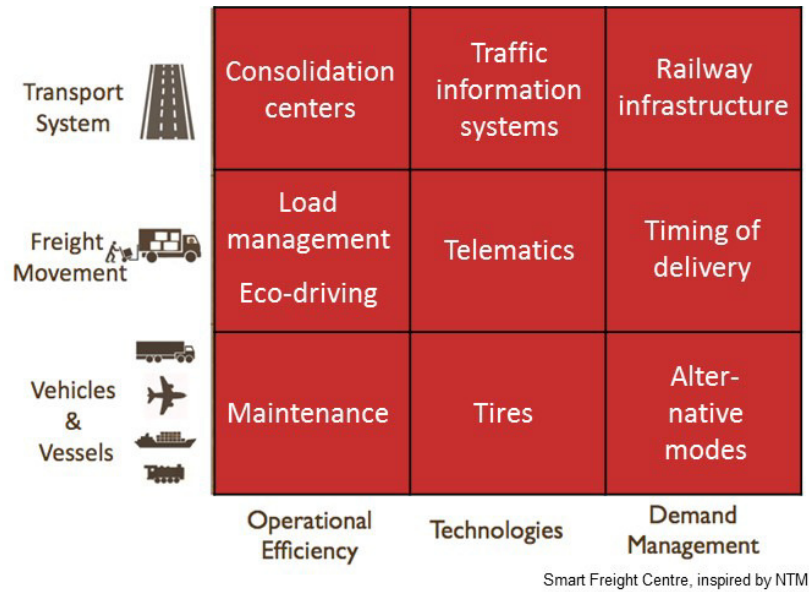 Transport
System
Consolidation
centers
Traffic
information
systems
Railway
infrastructure
Freight
Movement
Load
management
Eco-driving
Telematics
Timing of
delivery
Vehicles
&
Vessels
Maintenance
Tires
Alter-
native
modes
Operational
Efficiency
Technologies
Demand
Management
Smart Freight Centre, inspired by NTM